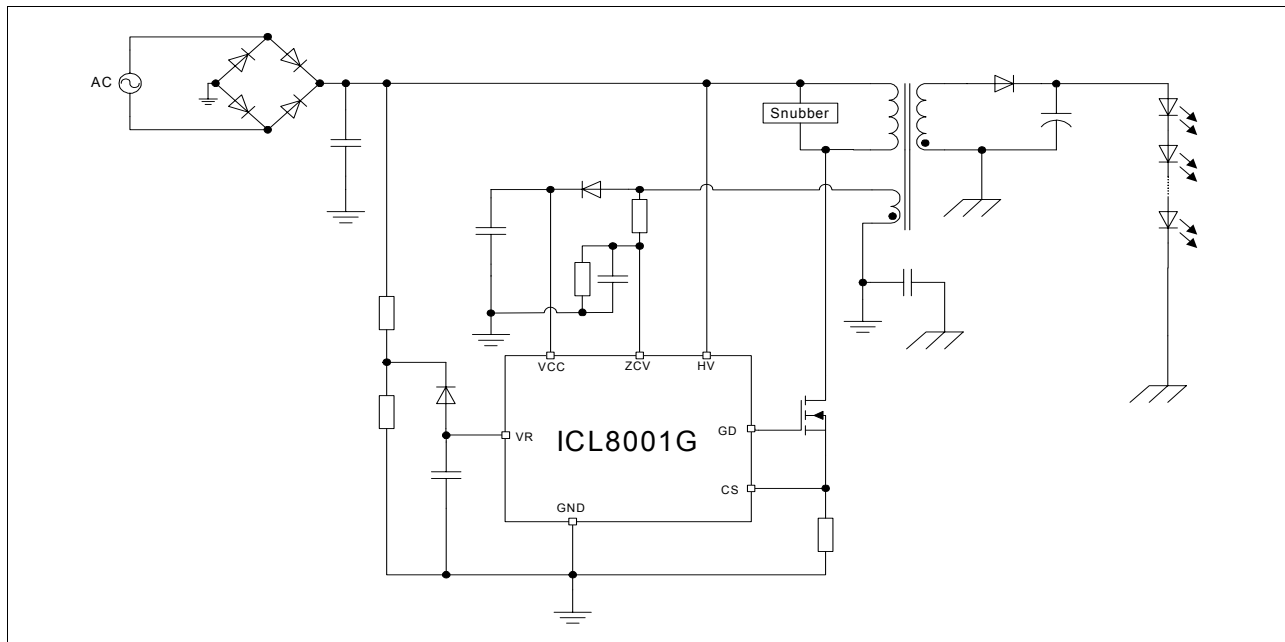 AC
Snubber
VCC
ZCV
HV
VR
ICL8001G
GD
CS
GND